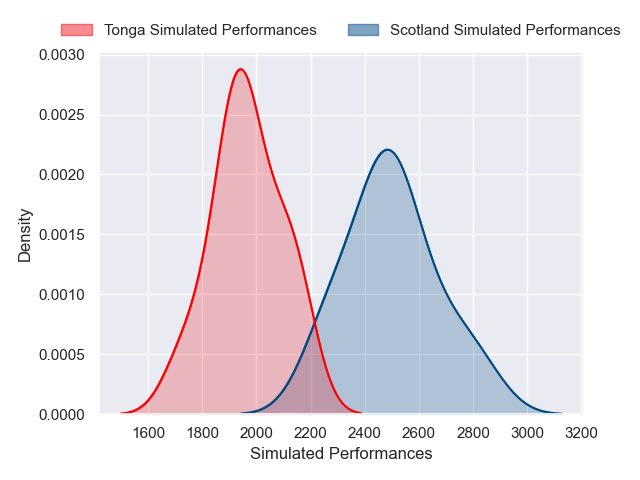 Tonga Simulated Performances Scotland Simulated Performances
0.0030
0.0025
0.0020
0.0015
0.0010
0.0005
0.0000
Density
1600 1800 2000 2200 2400 2600 2800 3000 3200
Simulated Performances